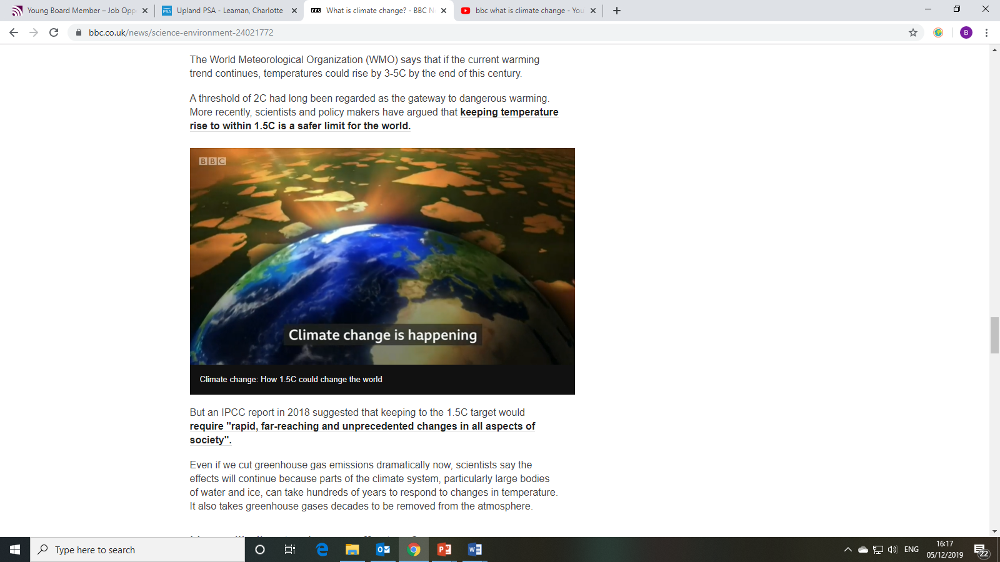 Young Board Member – Job Opp
Upland PSA - Leaman, Charlotte
BBC What is climate change? - BBC N
bbc what is climate change - You
bbc.co.uk/news/science-environment-24021772
B
The World Meteorological Organization (WMO) says that if the current warming
trend continues, temperatures could rise by 3-5C by the end of this century.
A threshold of 2C had long been regarded as the gateway to dangerous warming.
More recently, scientists and policy makers have argued that keeping temperature
rise to within 1.5C is a safer limit for the world.
BBC
Climate change is happening
Climate change: How 1.5C could change the world
But an IPCC report in 2018 suggested that keeping to the 1.5C target would
require "rapid, far-reaching and unprecedented changes in all aspects of
society".
Even if we cut greenhouse gas emissions dramatically now, scientists say the
effects will continue because parts of the climate system, particularly large bodies
of water and ice, can take hundreds of years to respond to changes in temperature.
It also takes greenhouse gases decades to be removed from the atmosphere.
Type here to search
ENG
16:17
05/12/2019
22